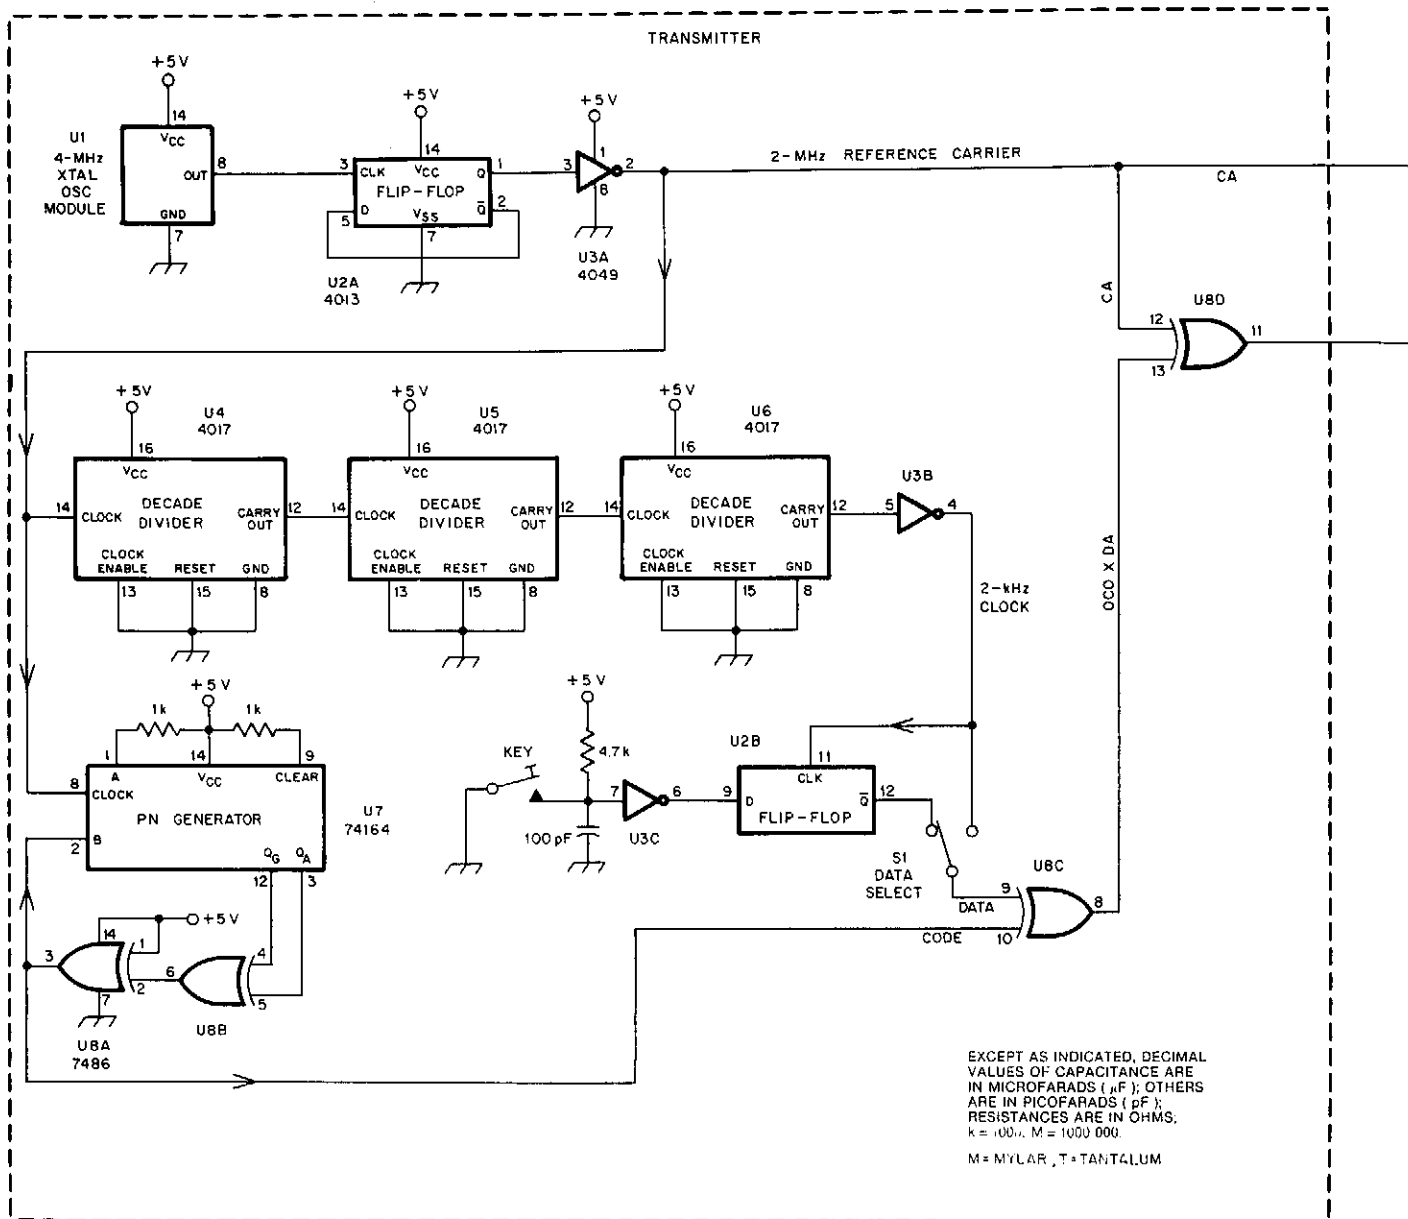 TRANSMITTER
+5V
14
VCC
U1
4-MHz
XTAL
OSC
MODULE
OUT
8
GND
7
+5V
14
3
CLK
VCC
Q
1
FLIP-FLOP
D
VSS
Q̅
2
5
7
U2A
4013
+5V
1
3
2
8
U3A
4049
2-MHz REFERENCE CARRIER
CA
CA
U8D
12
11
13
+5V
U4
4017
16
VCC
14
CLOCK
DECADE
DIVIDER
CARRY
OUT
12
CLOCK
ENABLE
RESET
GND
13
15
8
+5V
U5
4017
16
VCC
14
CLOCK
DECADE
DIVIDER
CARRY
OUT
12
CLOCK
ENABLE
RESET
GND
13
15
8
+5V
U6
4017
16
VCC
14
CLOCK
DECADE
DIVIDER
CARRY
OUT
12
CLOCK
ENABLE
RESET
GND
13
15
8
U3B
5
4
2-kHz
CLOCK
OCO X DA
+5V
1k
1k
1
14
9
A
VCC
CLEAR
8
CLOCK
PN GENERATOR
U7
74164
B
2
QG
QA
12
3
+5V
4.7k
KEY
7
6
U3C
100pF
U2B
11
CLK
9
D
Q̅
12
FLIP-FLOP
S1
DATA
SELECT
U8C
9
DATA
8
CODE
10
+5V
14
1
3
2
7
6
4
5
U8B
U8A
7486
EXCEPT AS INDICATED, DECIMAL
VALUES OF CAPACITANCE ARE
IN MICROFARADS (μF); OTHERS
ARE IN PICOFARADS (pF);
RESISTANCES ARE IN OHMS;
M = 1000 000.
M = MYLAR, T = TANTALUM